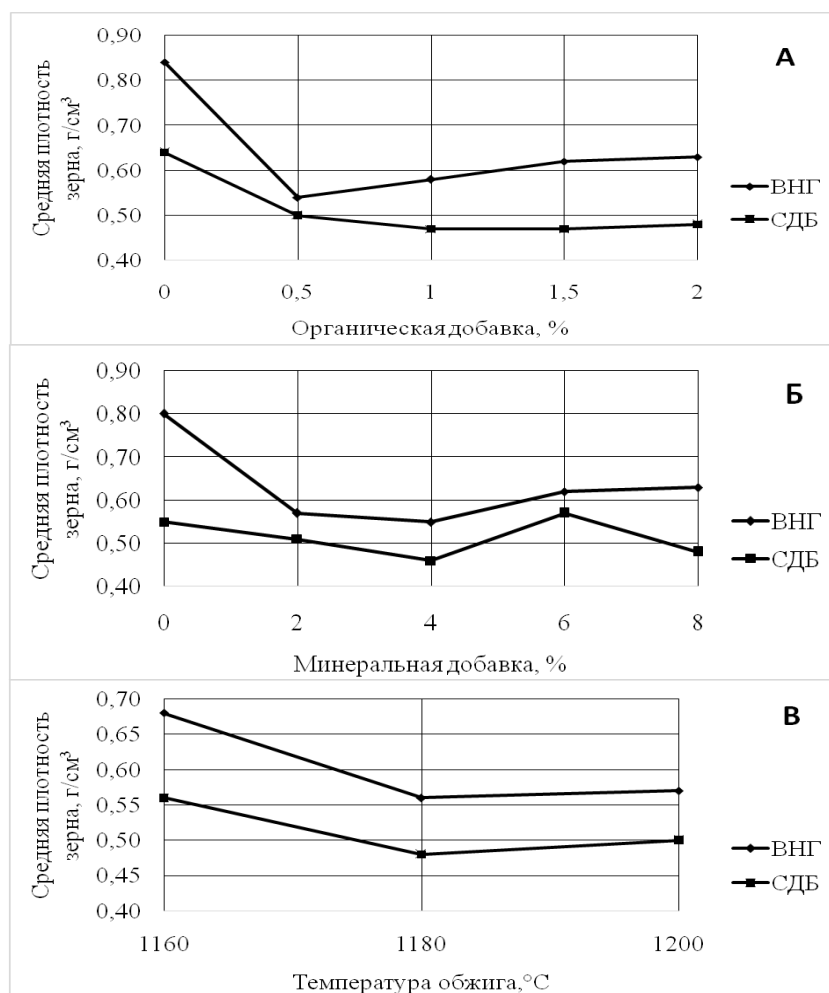 А
Средняя плотность
зерна, г/см³
0,90
0,80
0,70
0,60
0,50
0,40
0 0,5 1 1,5 2
Органическая добавка, %
ВНГ
СДБ
Б
Средняя плотность
зерна, г/см³
0,90
0,80
0,70
0,60
0,50
0,40
0 2 4 6 8
Минеральная добавка, %
ВНГ
СДБ
В
Средняя плотность
зерна, г/см³
0,70
0,65
0,60
0,55
0,50
0,45
0,40
1160 1180 1200
Температура обжига,°С
ВНГ
СДБ